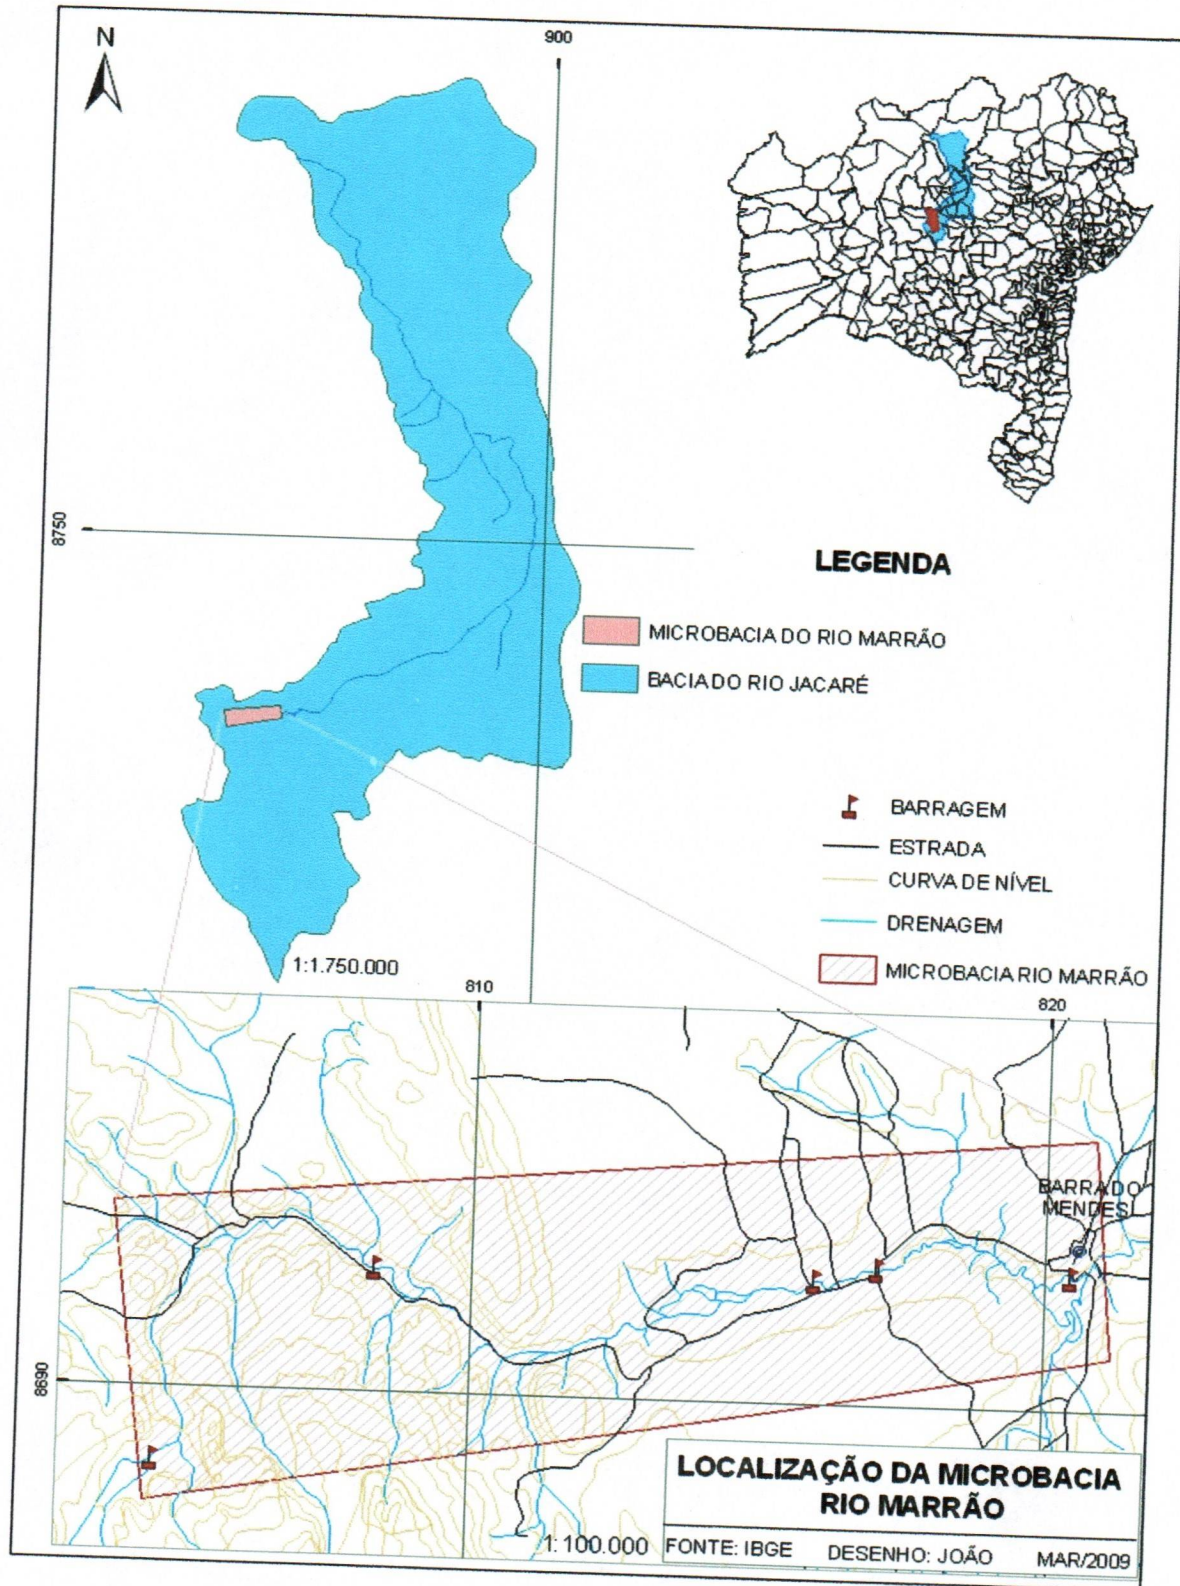 N
900
8750
LEGENDA
MICROBACIA DO RIO MARRÃO
BACIA DO RIO JACARÉ
BARRAGEM
ESTRADA
CURVA DE NÍVEL
DRENAGEM
MICROBACIA RIO MARRÃO
1:1.750.000
810
820
BARRA DO
MENDES
8690
1:100.000
LOCALIZAÇÃO DA MICROBACIA
RIO MARRÃO
FONTE: IBGE DESENHO: JOÃO MAR/2009